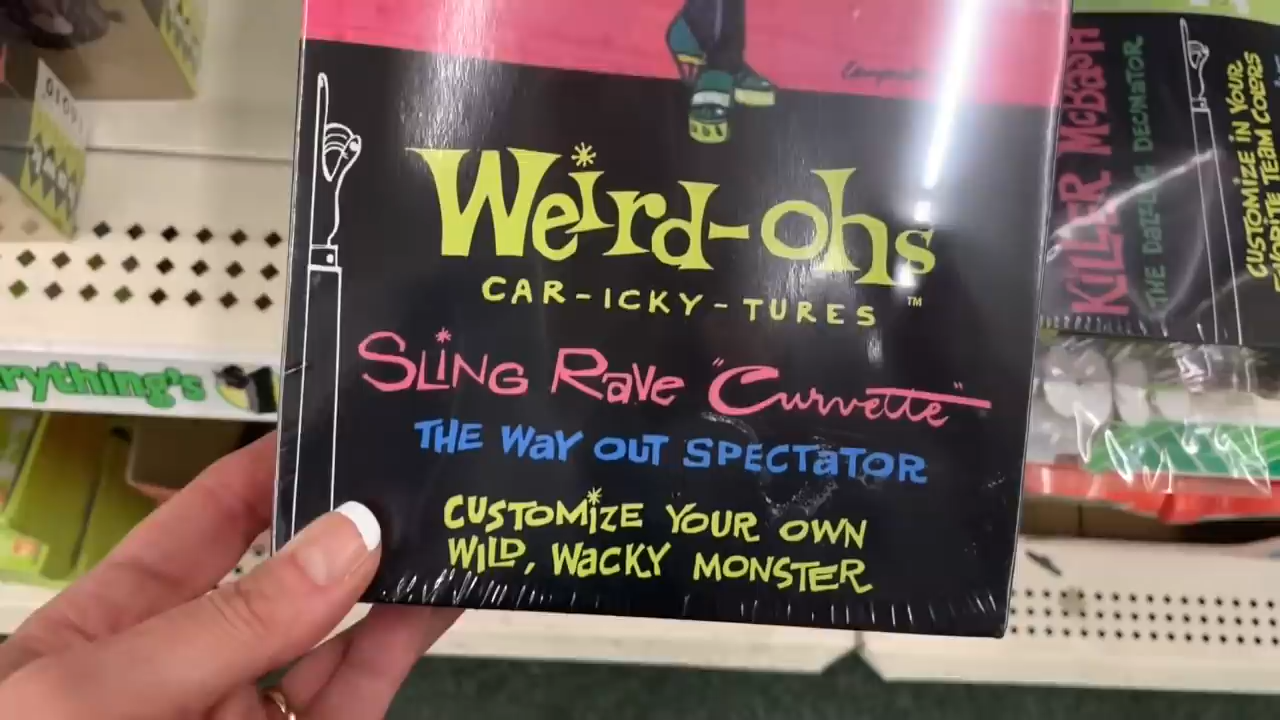 Weird-ohs
CAR-ICKY-TURES ™
SLING RAVE "Curvette"
THE WAY OUT SPECTATOR
CUSTOMIZE YOUR OWN
WILD, WACKY MONSTER
KILLER McBASH
THE DAZZLING DECIMATOR
CUSTOMIZE IN YOUR
TEAM COLORS
rything's